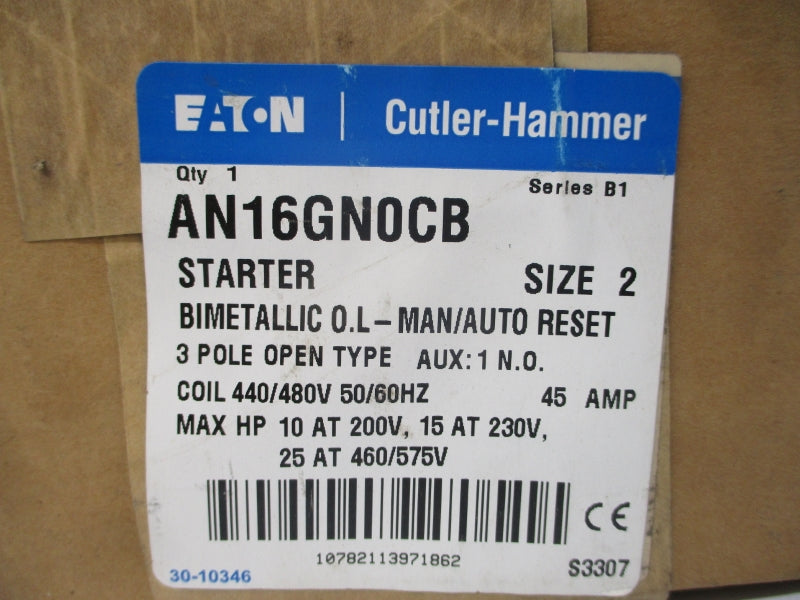 EATON Cutler-Hammer
Qty 1 Series B1
AN16GN0CB
STARTER SIZE 2
BIMETALLIC O.L - MAN/AUTO RESET
3 POLE OPEN TYPE AUX: 1 N.O.
COIL 440/480V 50/60HZ 45 AMP
MAX HP 10 AT 200V, 15 AT 230V,
25 AT 460/575V
CE
10782113971862
30-10346 S3307